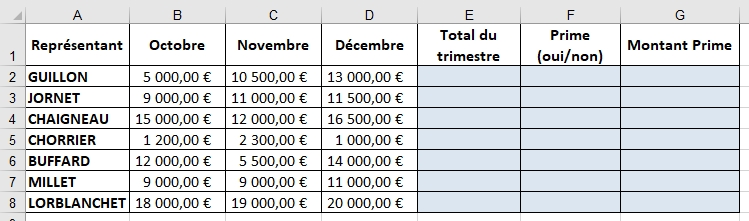 A B C D E F G
1 Représentant Octobre Novembre Décembre Total du trimestre Prime (oui/non) Montant Prime
2 GUILLON 5 000,00 € 10 500,00 € 13 000,00 €
3 JORNET 9 000,00 € 11 000,00 € 11 500,00 €
4 CHAIGNEAU 15 000,00 € 12 000,00 € 16 500,00 €
5 CHORRIER 1 200,00 € 2 300,00 € 1 000,00 €
6 BUFFARD 12 000,00 € 5 500,00 € 14 000,00 €
7 MILLET 9 000,00 € 9 000,00 € 11 000,00 €
8 LORBLANCHET 18 000,00 € 19 000,00 € 20 000,00 €